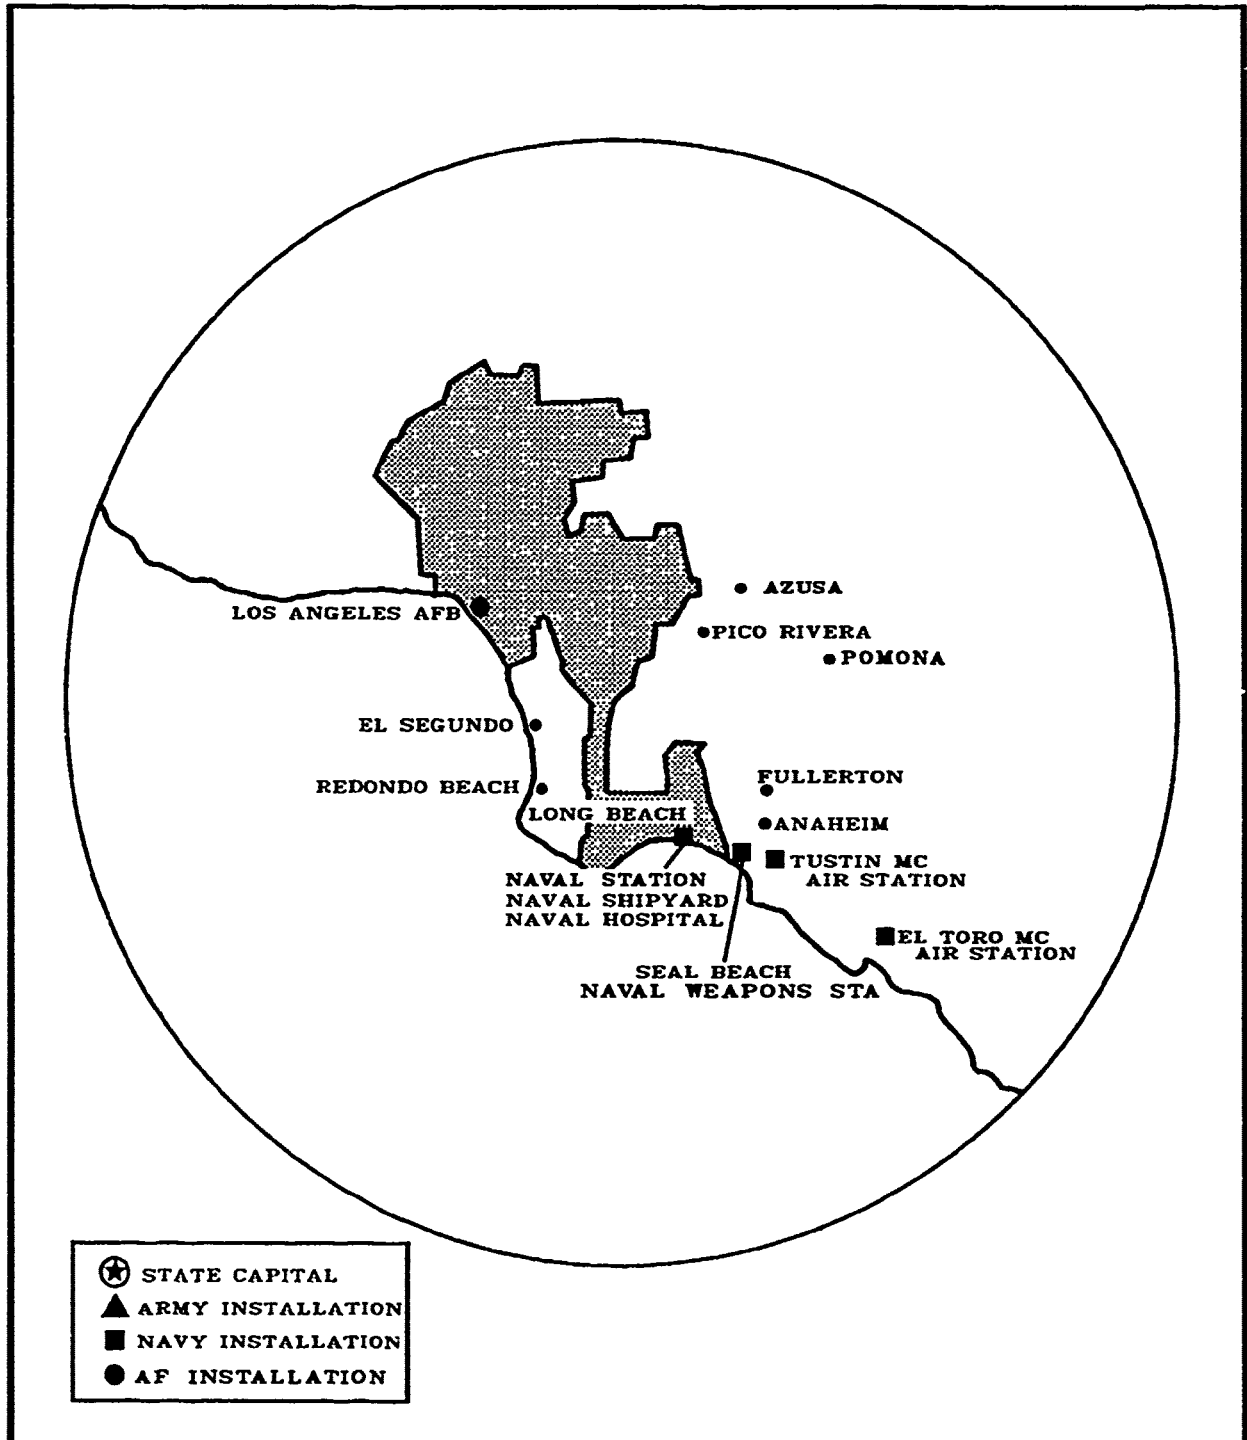 AZUSA
LOS ANGELES AFB
PICO RIVERA
POMONA
EL SEGUNDO
FULLERTON
REDONDO BEACH
LONG BEACH
ANAHEIM
TUSTIN MC
AIR STATION
NAVAL STATION
NAVAL SHIPYARD
NAVAL HOSPITAL
EL TORO MC
AIR STATION
SEAL BEACH
NAVAL WEAPONS STA
STATE CAPITAL
ARMY INSTALLATION
NAVY INSTALLATION
AF INSTALLATION